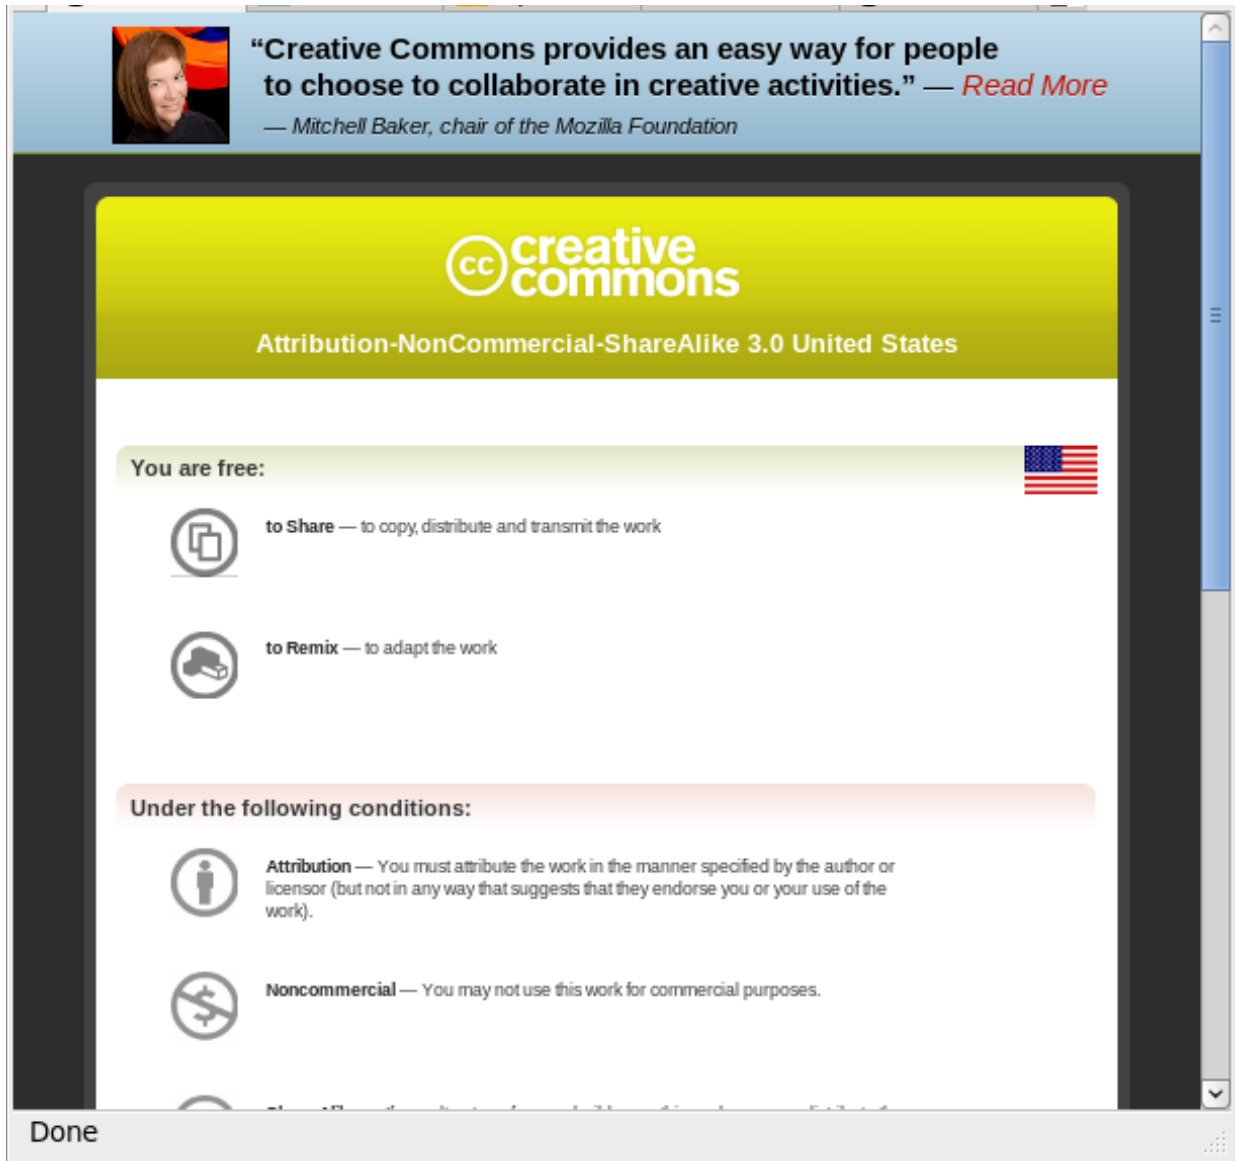 “Creative Commons provides an easy way for people
to choose to collaborate in creative activities.” — Read More
— Mitchell Baker, chair of the Mozilla Foundation
cc creative
commons
Attribution-NonCommercial-ShareAlike 3.0 United States
You are free:
to Share — to copy, distribute and transmit the work
to Remix — to adapt the work
Under the following conditions:
Attribution — You must attribute the work in the manner specified by the author or
licensor (but not in any way that suggests that they endorse you or your use of the
work).
Noncommercial — You may not use this work for commercial purposes.
Done